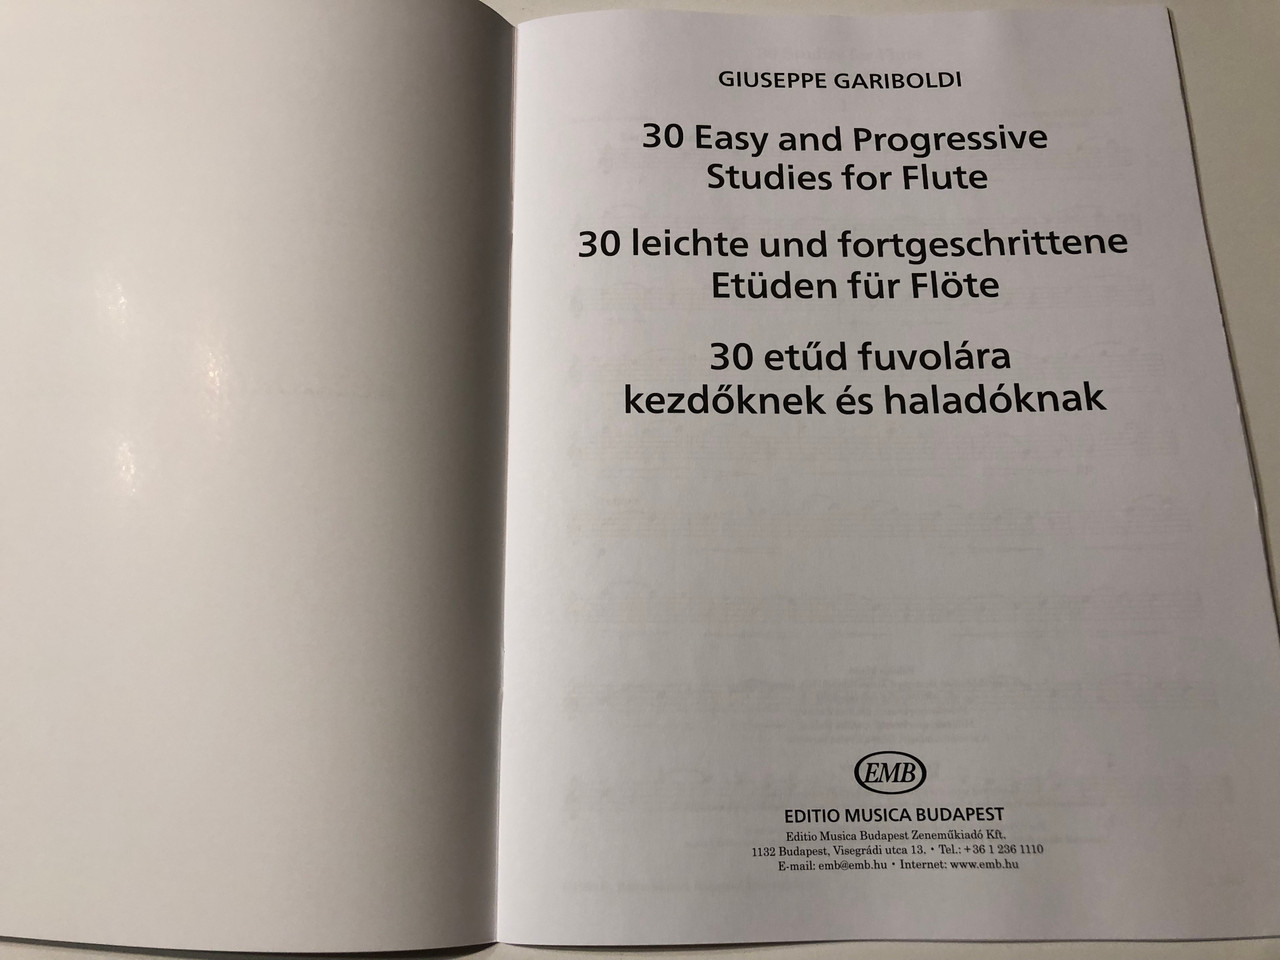 GIUSEPPE GARIBOLDI
30 Easy and Progressive
Studies for Flute
30 leichte und fortgeschrittene
Etüden für Flöte
30 etűd fuvolára
kezdőknek és haladóknak
EMB
EDITIO MUSICA BUDAPEST
Editio Musica Budapest Zeneműkiadó Kft.
1132 Budapest, Visegrádi utca 13. • Tel.: +36 1 236 1110
E-mail: emb@emb.hu • Internet: www.emb.hu